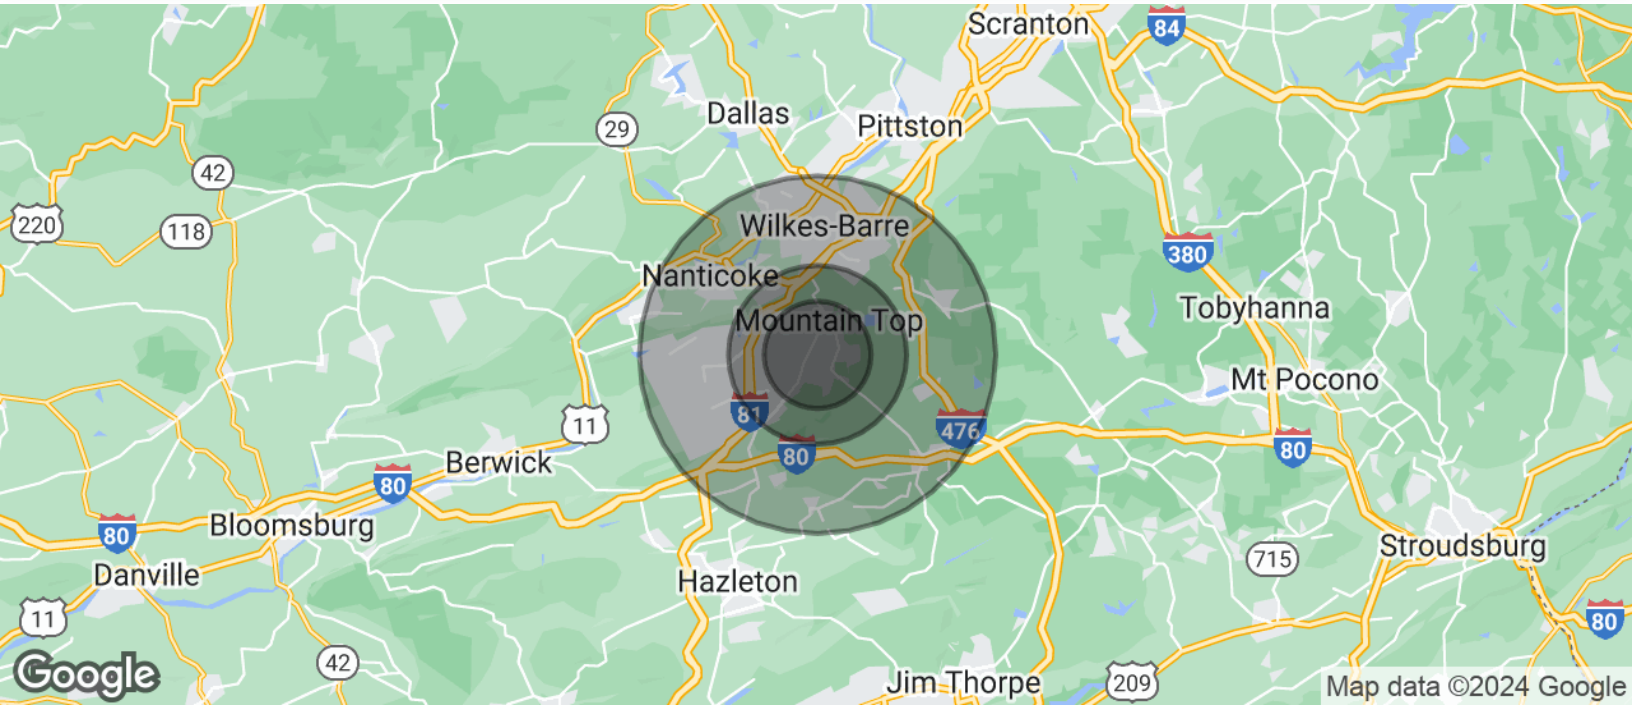 Scranton
84
Dallas
Pittston
29
42
220
118
Wilkes-Barre
380
Nanticoke
Tobyhanna
Mountain Top
Mt Pocono
81
11
476
80
80
Berwick
80
Bloomsburg
80
Stroudsburg
715
Danville
Hazleton
11
80
42
Google
Jim Thorpe
209
Map data ©2024 Google